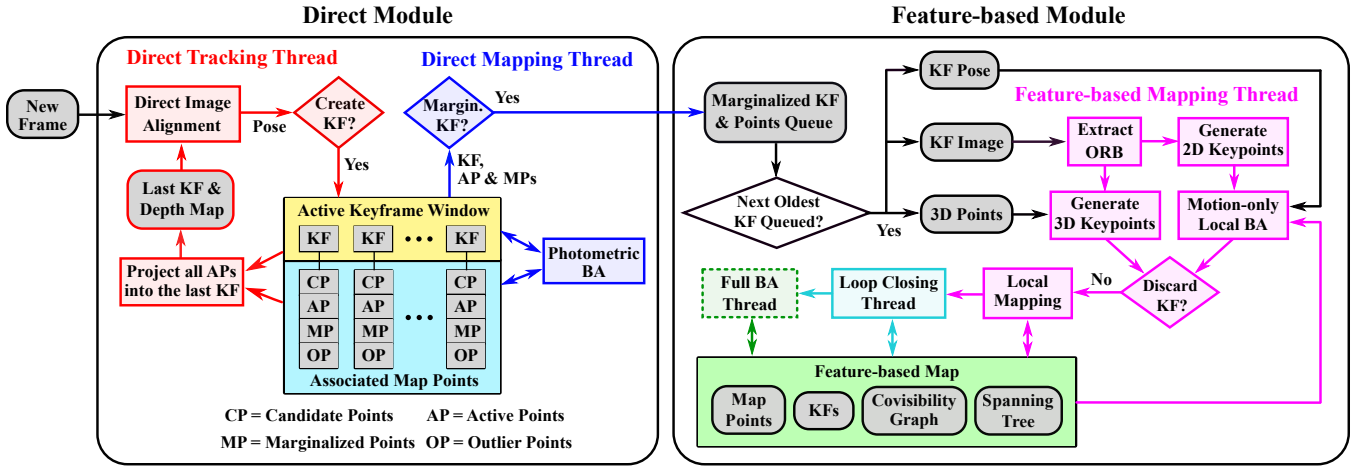 Direct Module
Feature-based Module
Direct Tracking Thread
Direct Mapping Thread
New
Frame
Direct Image
Alignment
Pose
Create
KF?
Yes
Margin.
KF?
Yes
KF,
AP & MPs
Last KF &
Depth Map
Project all APs
into the last KF
Active Keyframe Window
KF KF ••• KF
CP CP CP
AP AP AP
•••
MP MP MP
OP OP OP
Associated Map Points
Photometric
BA
CP = Candidate Points AP = Active Points
MP = Marginalized Points OP = Outlier Points
Marginalized KF
& Points Queue
Next Oldest
KF Queued?
Yes
KF Pose
Feature-based Mapping Thread
KF Image
3D Points
Extract
ORB
Generate
2D Keypoints
Generate
3D Keypoints
Motion-only
Local BA
Discard
KF?
No
Local
Mapping
Loop Closing
Thread
Full BA
Thread
Feature-based Map
Map
Points
KFs
Covisibility
Graph
Spanning
Tree